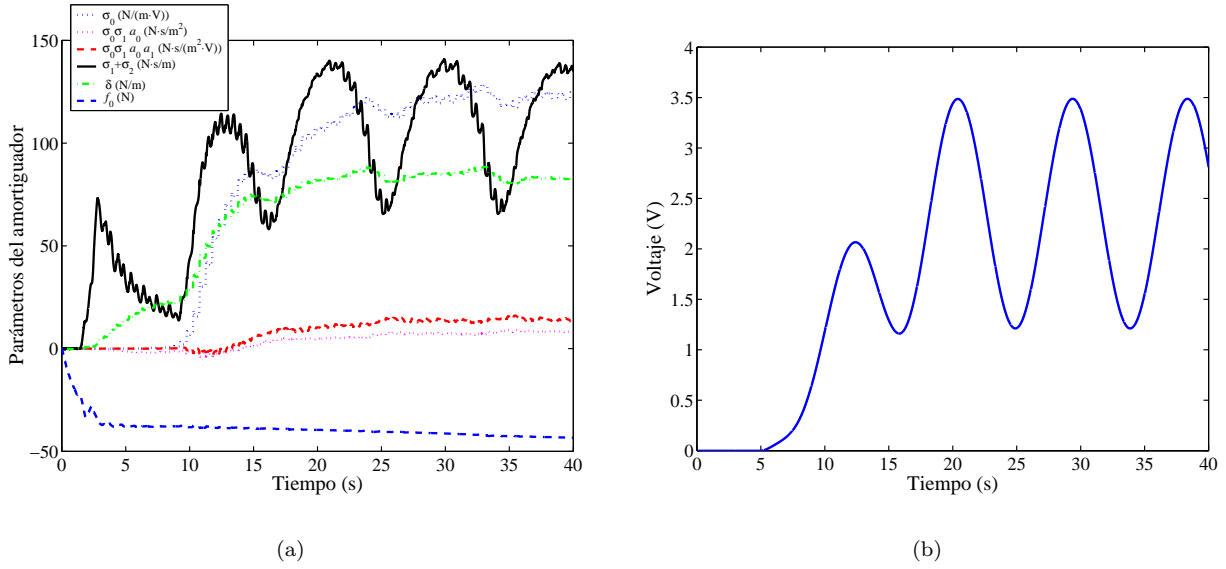 σ₀ (N/(m·V))
σ₀σ₁ a₀ (N·s/m²)
σ₀σ₁ a₀ a₁ (N·s/(m²·V))
σ₁+σ₂ (N·s/m)
δ (N/m)
f₀ (N)
Parámetros del amortiguador
150
100
50
0
−50
0 5 10 15 20 25 30 35 40
Tiempo (s)
(a)
Voltaje (V)
4
3.5
3
2.5
2
1.5
1
0.5
0
0 5 10 15 20 25 30 35 40
Tiempo (s)
(b)